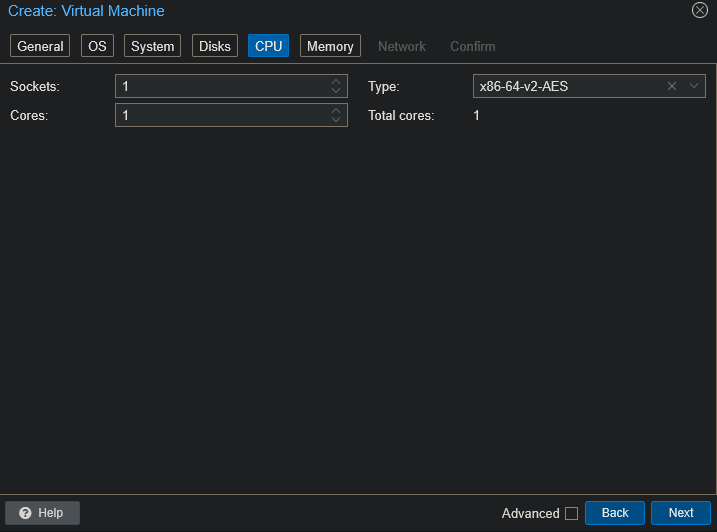 Create: Virtual Machine
General OS System Disks CPU Memory Network Confirm
Sockets: 1 Type: x86-64-v2-AES
Cores: 1 Total cores: 1
Help Advanced Back Next